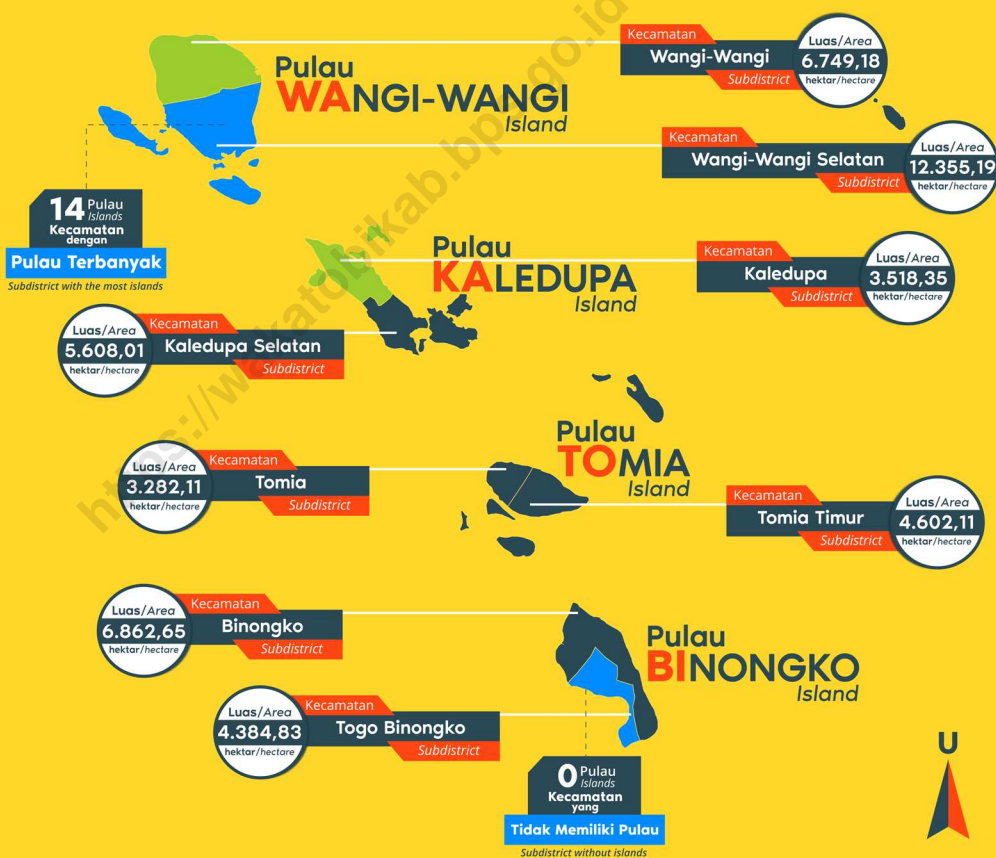 Kecamatan
Wangi-Wangi
Subdistrict
Luas/Area
6.749,18
hektar/hectare
Pulau
WANGI-WANGI
Island
Kecamatan
Wangi-Wangi Selatan
Subdistrict
Luas/Area
12.355,19
hektar/hectare
14 Pulau
Islands
Kecamatan
dengan
Pulau Terbanyak
Subdistrict with the most islands
Pulau
KALEDUPA
Island
Kecamatan
Kaledupa
Subdistrict
Luas/Area
3.518,35
hektar/hectare
Luas/Area
5.608,01
hektar/hectare
Kecamatan
Kaledupa Selatan
Subdistrict
Pulau
TOMIA
Island
Luas/Area
3.282,11
hektar/hectare
Kecamatan
Tomia
Subdistrict
Kecamatan
Tomia Timur
Subdistrict
Luas/Area
4.602,11
hektar/hectare
Luas/Area
6.862,65
hektar/hectare
Kecamatan
Binongko
Subdistrict
Pulau
BINONGKO
Island
Luas/Area
4.384,83
hektar/hectare
Kecamatan
Togo Binongko
Subdistrict
0 Pulau
Islands
Kecamatan
yang
Tidak Memiliki Pulau
Subdistrict without islands
U
https://wakatobikab.bps.go.id